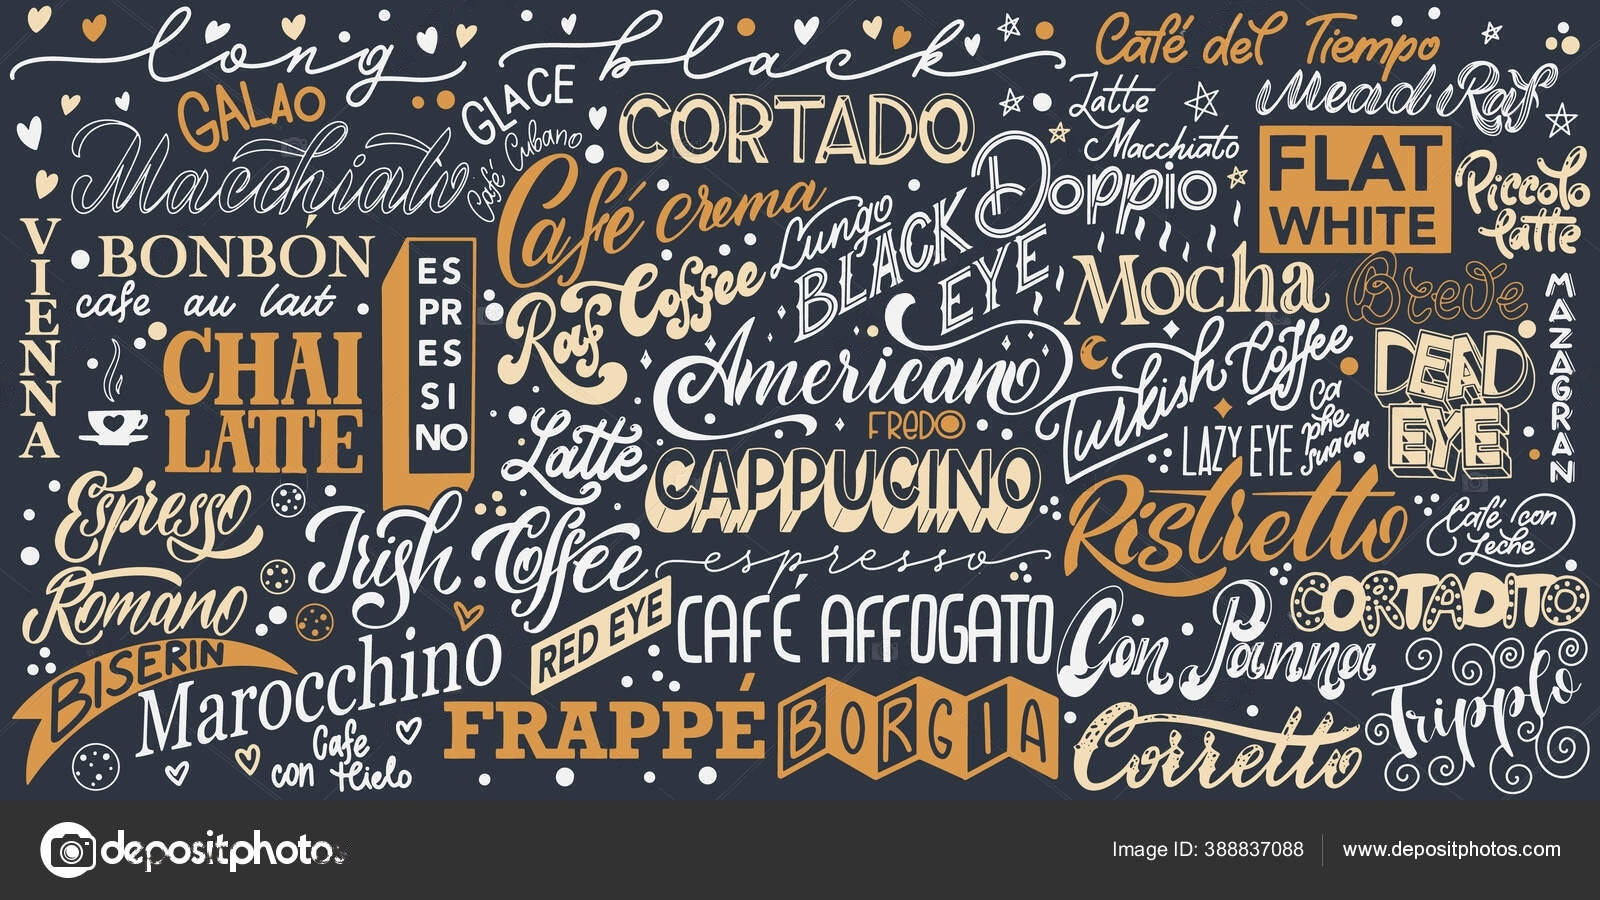 long black
Café del Tiempo
GALAO
GLACE
CORTADO
Latte
Macchiato
Mead Raf
Macchiato
Café Cubano
Café crema
Doppio
FLAT
WHITE
Piccolo
latte
VIENNA
BONBÓN
cafe au lait
ESPRESSINO
Raf Coffee
Lungo
BLACK
EYE
Mocha
Breve
MAZAGRAN
CHAI
LATTE
Americano
FREDO
Turkish Coffee
LAZY EYE
Ca
phe
sua da
DEAD
EYE
Latte
CAPPUCINO
Espresso
Irish Coffee
espresso
Ristretto
Café con
Leche
Romano
BISERIN
Marocchino
RED EYE
CAFÉ AFFOGATO
Con Panna
CORTADITO
Cafe
con Hielo
FRAPPÉ
BORGIA
Corretto
Tripplo
depositphotos
Image ID: 388837088
www.depositphotos.com